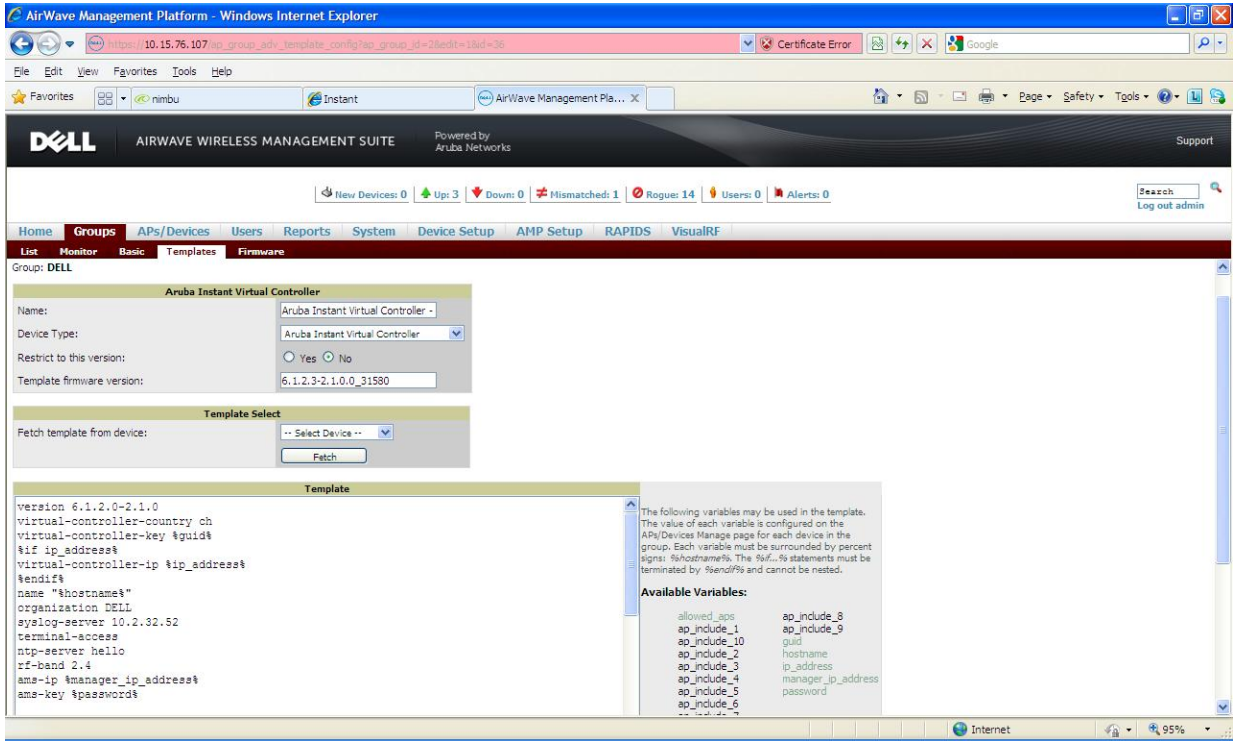 AirWave Management Platform - Windows Internet Explorer
https://10.15.76.107/ap_group_adv_template_config?ap_group_id=2&edit=1&id=36
Certificate Error
Google
File Edit View Favorites Tools Help
Favorites
nimbu
Instant
AirWave Management Pla... X
Page Safety Tools
DELL
AIRWAVE WIRELESS MANAGEMENT SUITE
Powered by
Aruba Networks
Support
New Devices: 0 Up: 3 Down: 0 Mismatched: 1 Rogue: 14 Users: 0 Alerts: 0
Search
Log out admin
Home Groups APs/Devices Users Reports System Device Setup AMP Setup RAPIDS VisualRF
List Monitor Basic Templates Firmware
Group: DELL
Aruba Instant Virtual Controller
Name: Aruba Instant Virtual Controller -
Device Type: Aruba Instant Virtual Controller
Restrict to this version: Yes No
Template firmware version: 6.1.2.3-2.1.0.0_31580
Template Select
Fetch template from device: -- Select Device --
Fetch
Template
version 6.1.2.0-2.1.0
virtual-controller-country ch
virtual-controller-key %guid%
%if ip_address%
virtual-controller-ip %ip_address%
%endif%
name "%hostname%"
organization DELL
syslog-server 10.2.32.52
terminal-access
ntp-server hello
rf-band 2.4
ams-ip %manager_ip_address%
ams-key %password%
The following variables may be used in the template.
The value of each variable is configured on the
APs/Devices Manage page for each device in the
group. Each variable must be surrounded by percent
signs: %hostname%. The %if...% statements must be
terminated by %endif% and cannot be nested.
Available Variables:
allowed_aps
ap_include_1
ap_include_10
ap_include_2
ap_include_3
ap_include_4
ap_include_5
ap_include_6
ap_include_7
ap_include_8
ap_include_9
guid
hostname
ip_address
manager_ip_address
password
Internet
95%